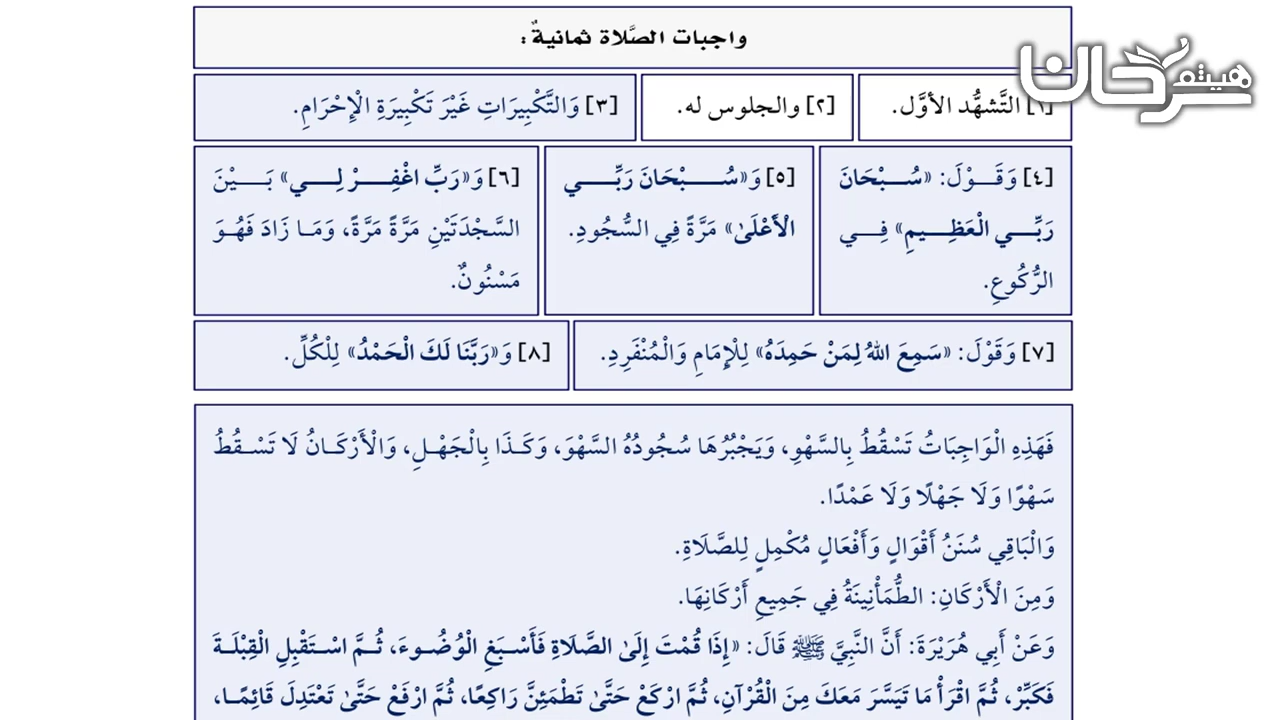 واجبات الصَّلاة ثمانيةٌ:
هيثم سرحان
[١] التَّشهُّد الأوَّل.
[٢] والجلوس له.
[٣] وَالتَّكْبِيرَاتِ غَيْرَ تَكْبِيرَةِ الْإِحْرَامِ.
[٤] وَقَوْلَ: «سُبْحَانَ
رَبِّي الْعَظِيمِ» فِي
الرُّكُوعِ.
[٥] وَ«سُبْحَانَ رَبِّي
الْأَعْلَىٰ» مَرَّةً فِي السُّجُودِ.
[٦] وَ«رَبِّ اغْفِرْ لِي» بَيْنَ
السَّجْدَتَيْنِ مَرَّةً مَرَّةً، وَمَا زَادَ فَهُوَ
مَسْنُونٌ.
[٧] وَقَوْلَ: «سَمِعَ اللهُ لِمَنْ حَمِدَهُ» لِلْإِمَامِ وَالْمُنْفَرِدِ.
[٨] وَ«رَبَّنَا لَكَ الْحَمْدُ» لِلْكُلِّ.
فَهَذِهِ الْوَاجِبَاتُ تَسْقُطُ بِالسَّهْوِ، وَيَجْبُرُهَا سُجُودُهُ السَّهْوَ، وَكَذَا بِالْجَهْلِ، وَالْأَرْكَانُ لَا تَسْقُطُ
سَهْوًا وَلَا جَهْلًا وَلَا عَمْدًا.
وَالْبَاقِي سُنَنُ أَقْوَالٍ وَأَفْعَالٍ مُكْمِلٍ لِلصَّلَاةِ.
وَمِنَ الْأَرْكَانِ: الطُّمَأْنِينَةُ فِي جَمِيعِ أَرْكَانِهَا.
وَعَنْ أَبِي هُرَيْرَةَ: أَنَّ النَّبِيَّ ﷺ قَالَ: «إِذَا قُمْتَ إِلَىٰ الصَّلَاةِ فَأَسْبِغِ الْوُضُوءَ، ثُمَّ اسْتَقْبِلِ الْقِبْلَةَ
فَكَبِّرْ، ثُمَّ اقْرَأْ مَا تَيَسَّرَ مَعَكَ مِنَ الْقُرْآنِ، ثُمَّ ارْكَعْ حَتَّىٰ تَطْمَئِنَّ رَاكِعًا، ثُمَّ ارْفَعْ حَتَّىٰ تَعْتَدِلَ قَائِمًا،